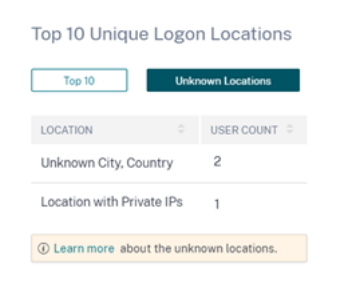 Top 10 Unique Logon Locations
Top 10 Unknown Locations
LOCATION USER COUNT
Unknown City, Country 2
Location with Private IPs 1
Learn more about the unknown locations.